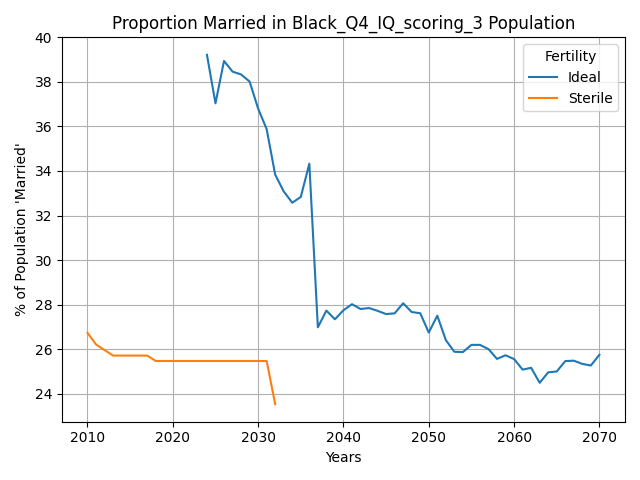 Proportion Married in Black_Q4_IQ_scoring_3 Population
Fertility
Ideal
Sterile
% of Population 'Married'
40
38
36
34
32
30
28
26
24
2010 2020 2030 2040 2050 2060 2070
Years